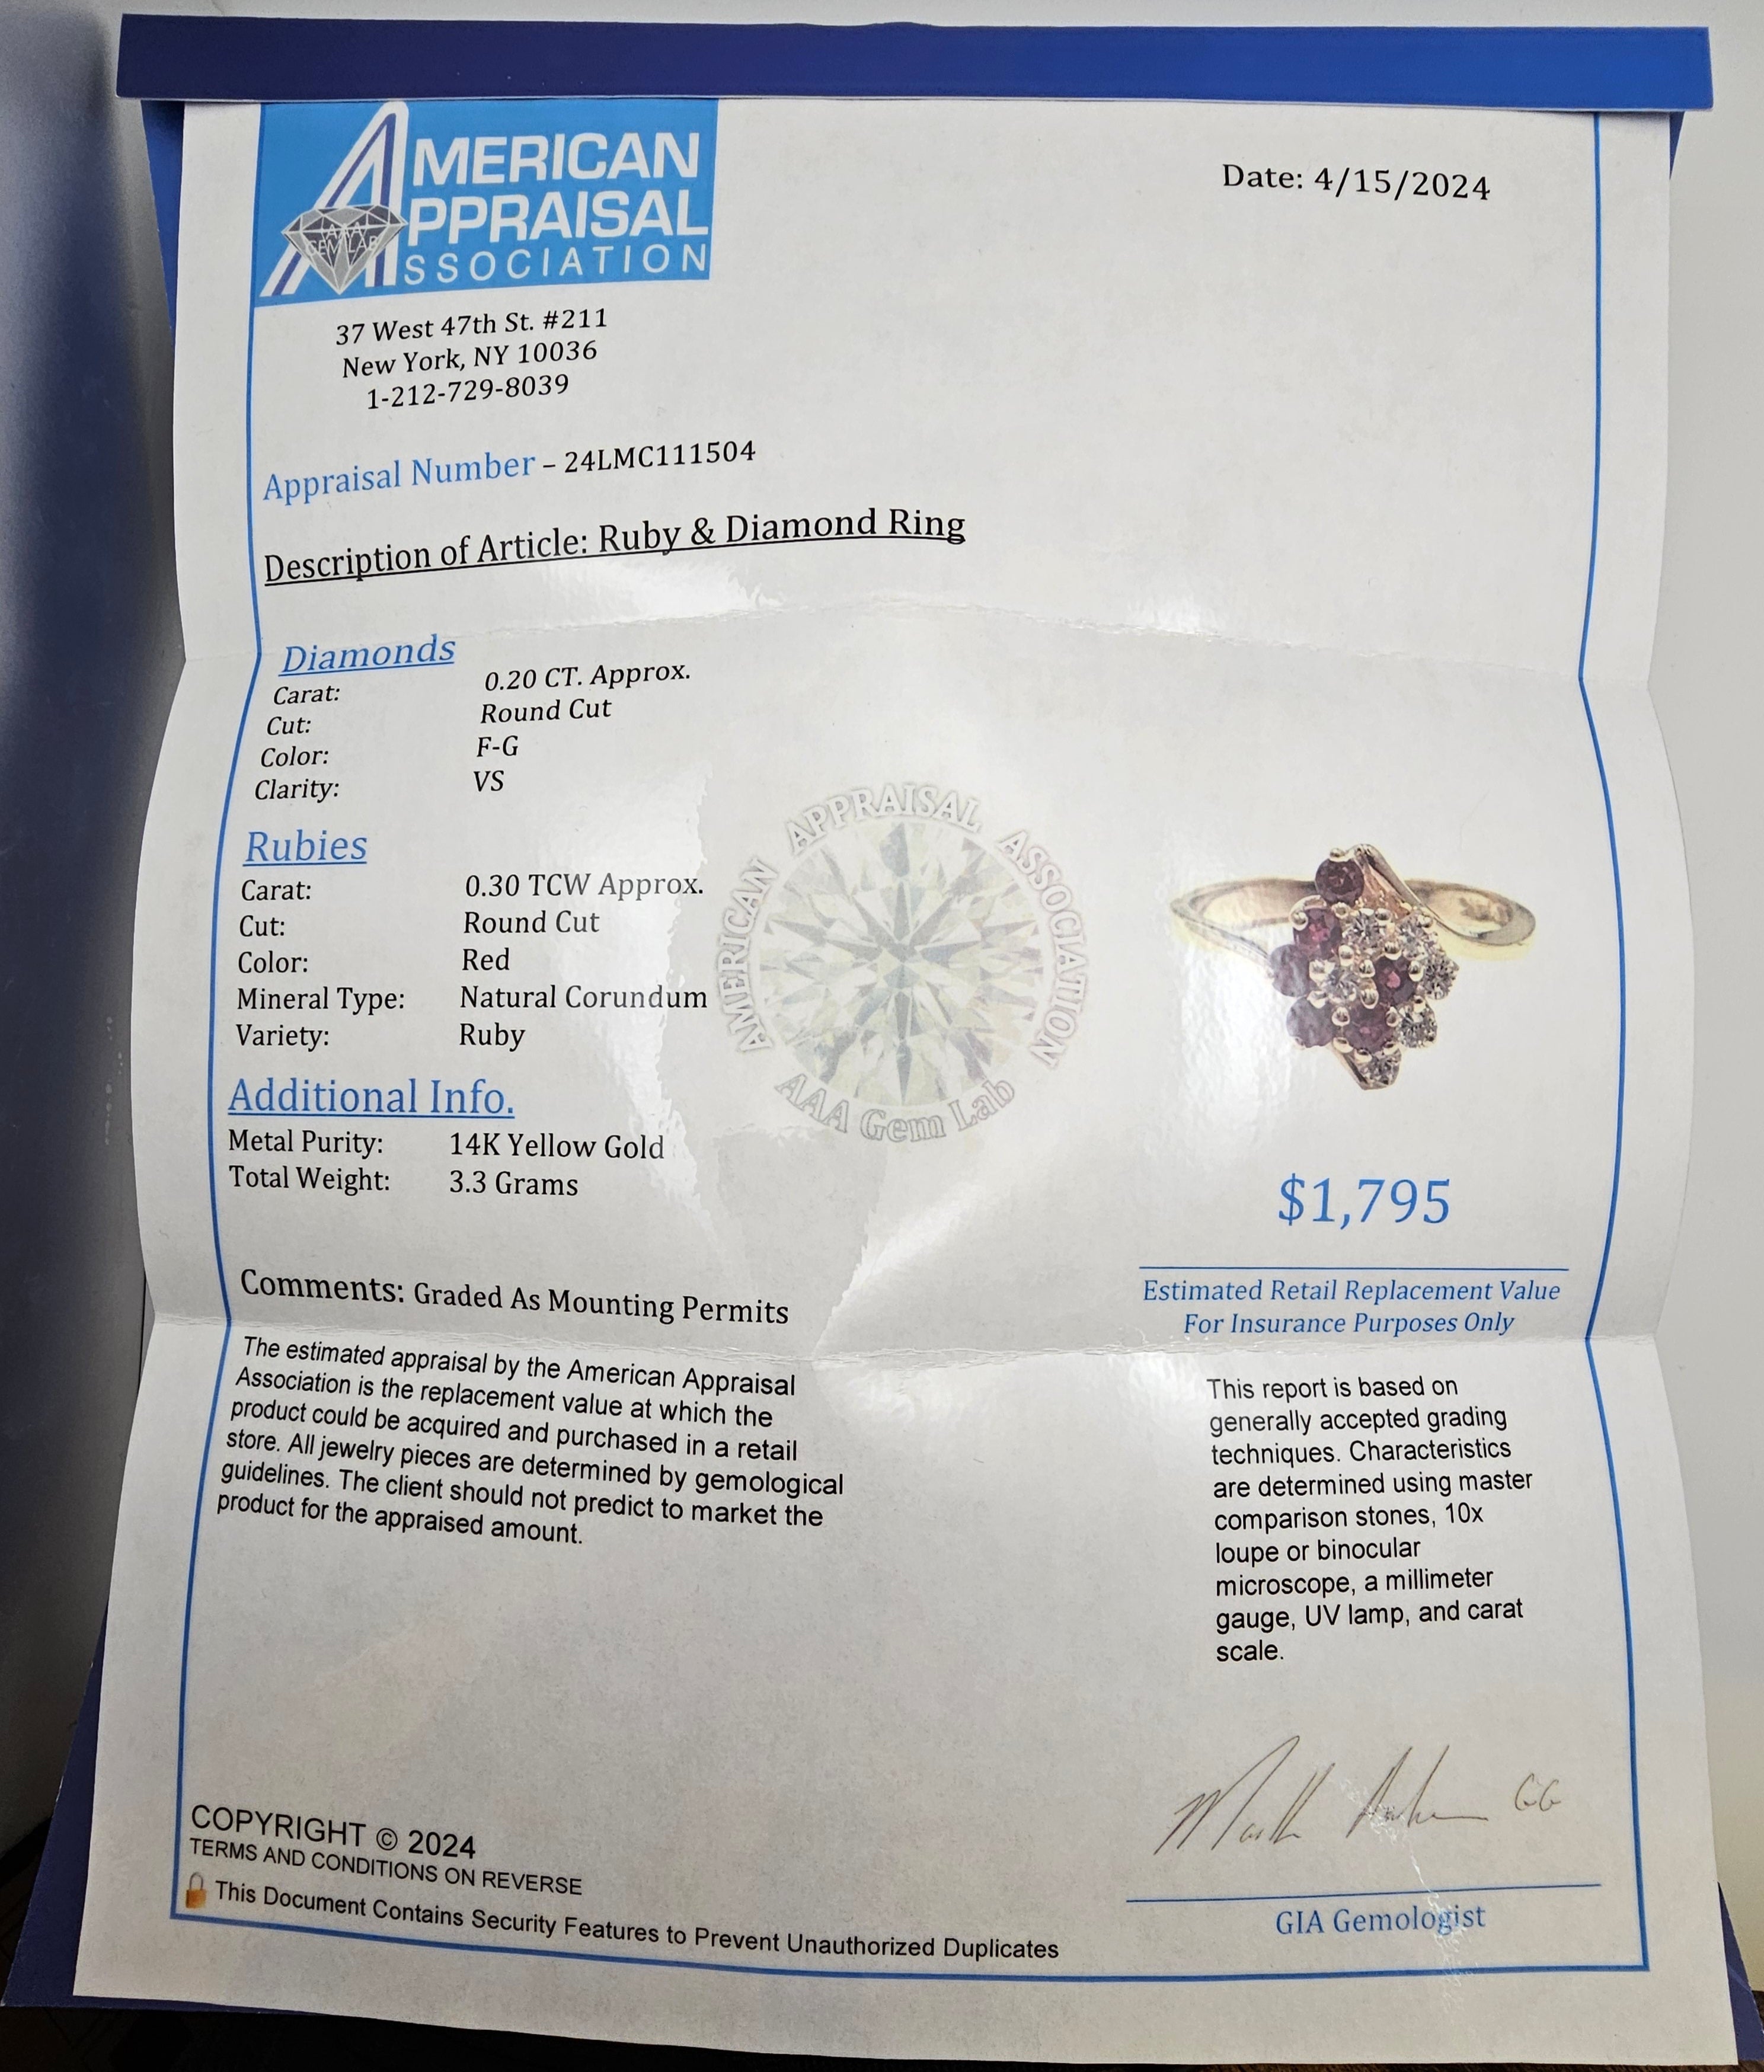 AMERICAN
APPRAISAL
ASSOCIATION
AAA
GEM LAB
Date: 4/15/2024
37 West 47th St. #211
New York, NY 10036
1-212-729-8039
Appraisal Number – 24LMC111504
Description of Article: Ruby & Diamond Ring
Diamonds
Carat: 0.20 CT. Approx.
Cut: Round Cut
Color: F-G
Clarity: VS
Rubies
Carat: 0.30 TCW Approx.
Cut: Round Cut
Color: Red
Mineral Type: Natural Corundum
Variety: Ruby
Additional Info.
Metal Purity: 14K Yellow Gold
Total Weight: 3.3 Grams
AMERICAN APPRAISAL ASSOCIATION
AAA Gem Lab
$1,795
Estimated Retail Replacement Value
For Insurance Purposes Only
Comments: Graded As Mounting Permits
The estimated appraisal by the American Appraisal
Association is the replacement value at which the
product could be acquired and purchased in a retail
store. All jewelry pieces are determined by gemological
guidelines. The client should not predict to market the
product for the appraised amount.
This report is based on
generally accepted grading
techniques. Characteristics
are determined using master
comparison stones, 10x
loupe or binocular
microscope, a millimeter
gauge, UV lamp, and carat
scale.
GG
GIA Gemologist
COPYRIGHT © 2024
TERMS AND CONDITIONS ON REVERSE
This Document Contains Security Features to Prevent Unauthorized Duplicates